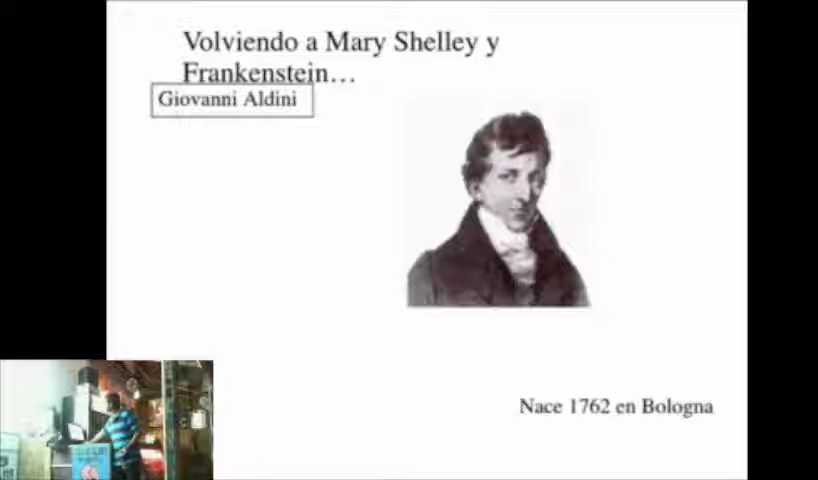 Volviendo a Mary Shelley y
Frankenstein…
Giovanni Aldini
Nace 1762 en Bologna